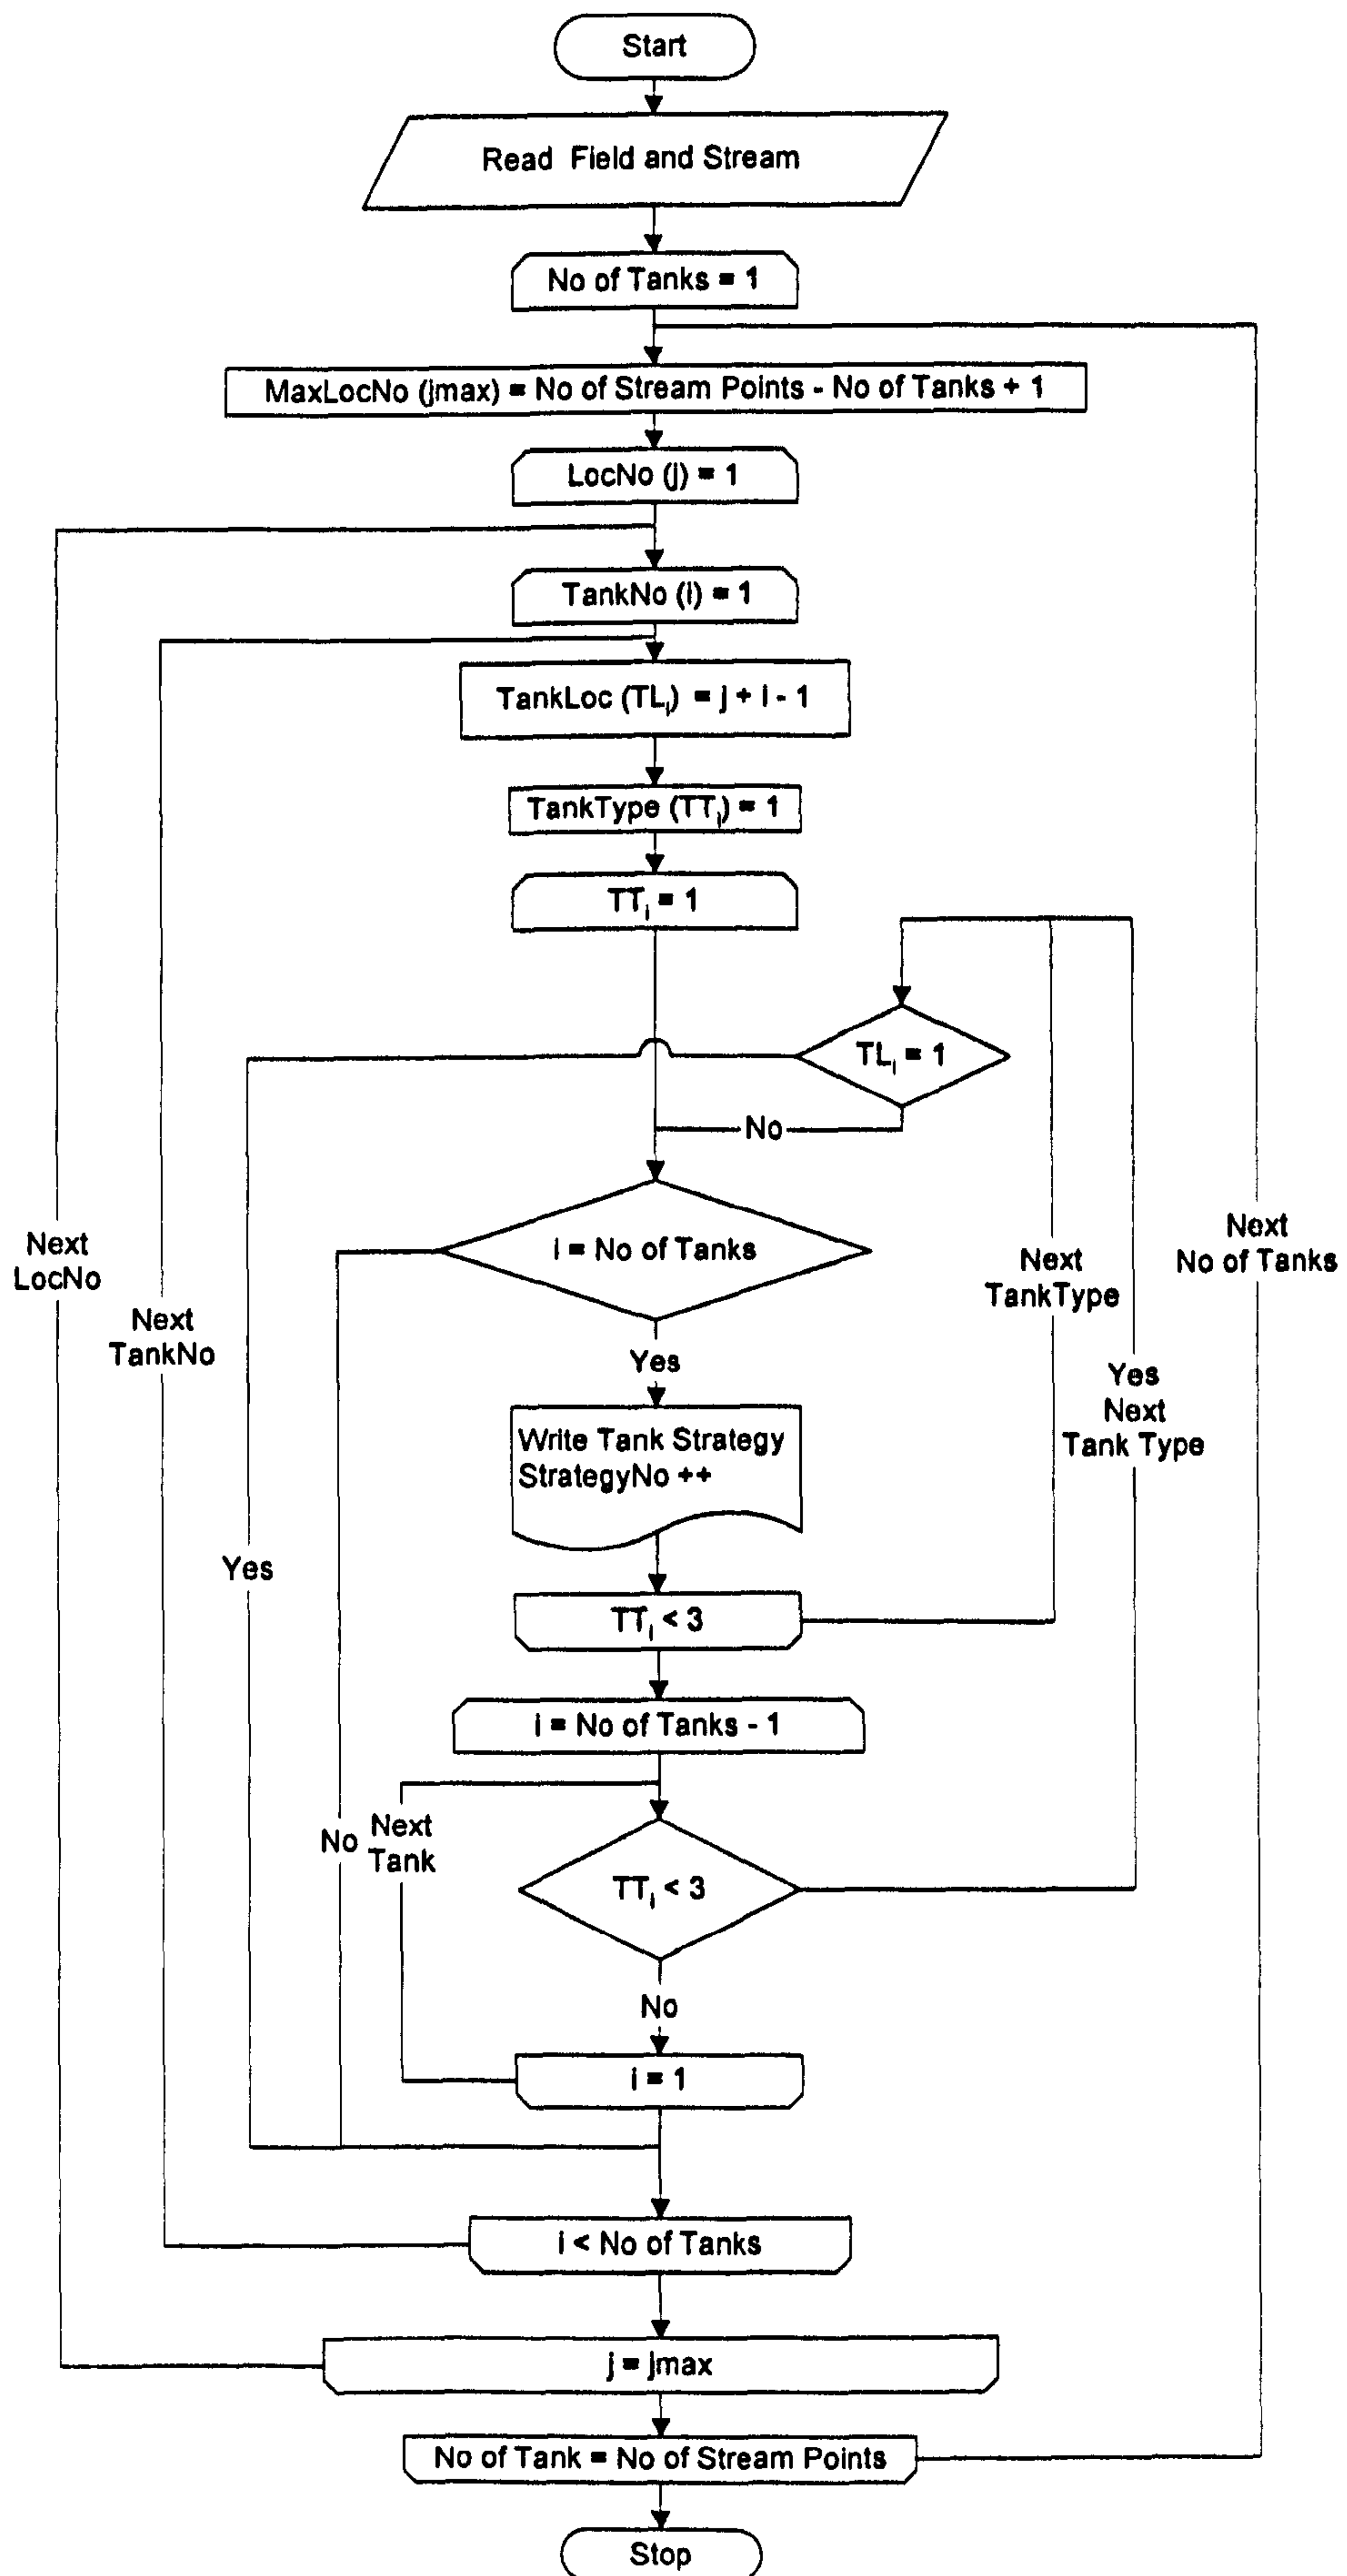 Start
Read Field and Stream
No of Tanks = 1
MaxLocNo (jmax) = No of Stream Points - No of Tanks + 1
LocNo (j) = 1
TankNo (i) = 1
TankLoc (TLᵢ) = j + i - 1
TankType (TTᵢ) = 1
TTᵢ = 1
TLᵢ = 1
No
i = No of Tanks
Next
LocNo
Next
TankNo
Next
TankType
Next
No of Tanks
Yes
Yes
Next
Tank Type
Write Tank Strategy
StrategyNo ++
Yes
TTᵢ < 3
i = No of Tanks - 1
No
Next
Tank
TTᵢ < 3
No
i = 1
i < No of Tanks
j = jmax
No of Tank = No of Stream Points
Stop